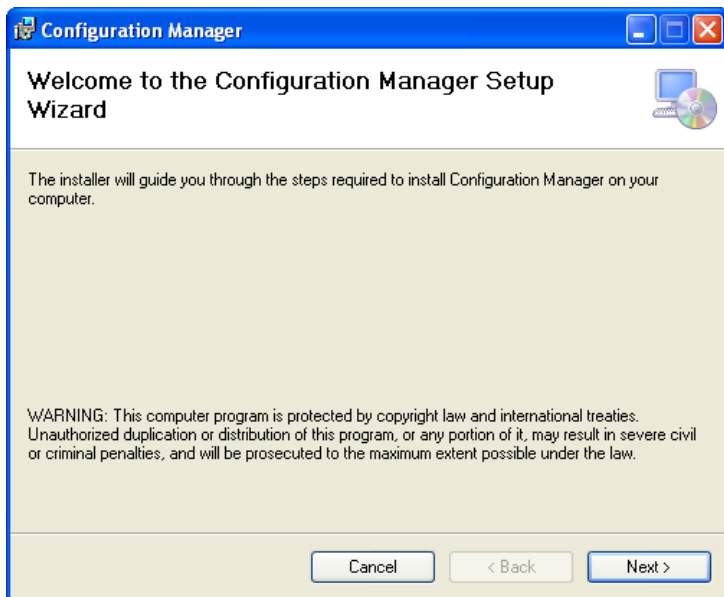 Configuration Manager
Welcome to the Configuration Manager Setup
Wizard
The installer will guide you through the steps required to install Configuration Manager on your
computer.
WARNING: This computer program is protected by copyright law and international treaties.
Unauthorized duplication or distribution of this program, or any portion of it, may result in severe civil
or criminal penalties, and will be prosecuted to the maximum extent possible under the law.
Cancel
< Back
Next >